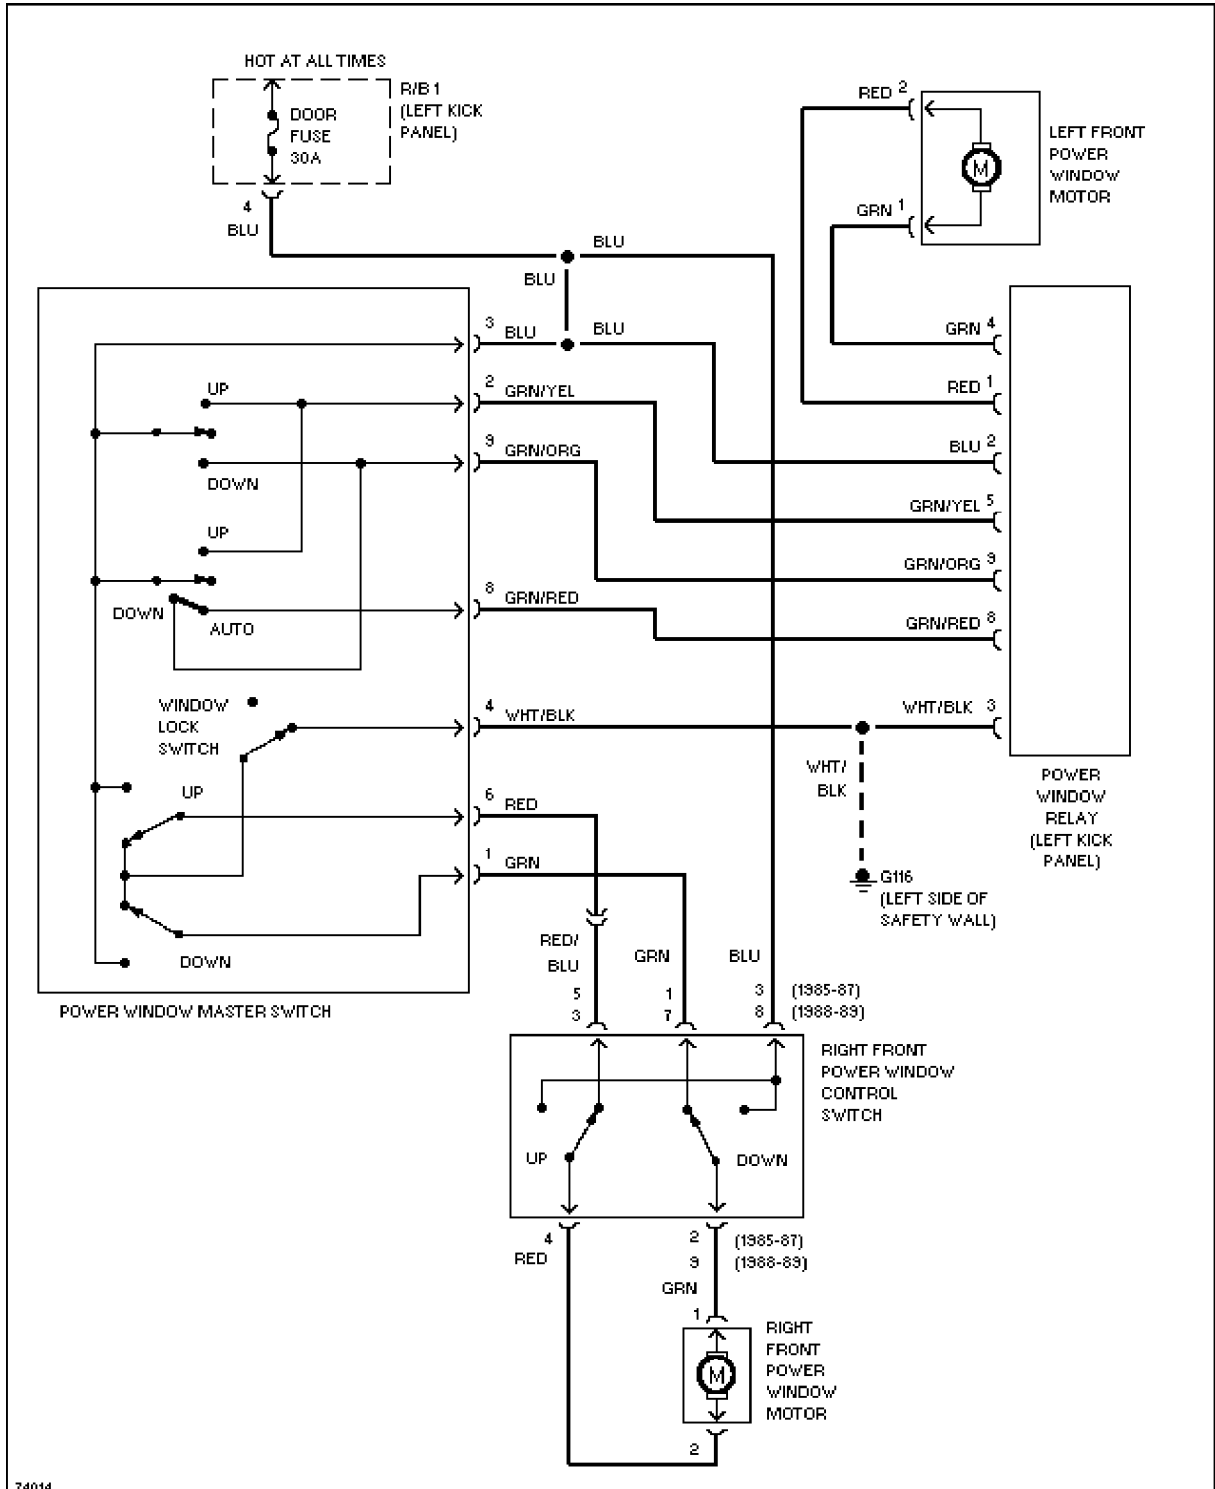 HOT AT ALL TIMES
R/B 1
(LEFT KICK
PANEL)
DOOR
FUSE
30A
4
BLU
BLU
BLU
RED 2
GRN 1
M
LEFT FRONT
POWER
WINDOW
MOTOR
3
BLU
BLU
2
GRN/YEL
9
GRN/ORG
8
GRN/RED
4
WHT/BLK
6
RED
1
GRN
UP
DOWN
UP
DOWN
AUTO
WINDOW
LOCK
SWITCH
UP
DOWN
POWER WINDOW MASTER SWITCH
GRN 4
RED 1
BLU 2
GRN/YEL 5
GRN/ORG 9
GRN/RED 8
WHT/BLK 3
WHT/
BLK
G116
(LEFT SIDE OF
SAFETY WALL)
POWER
WINDOW
RELAY
(LEFT KICK
PANEL)
RED/
BLU
GRN
BLU
5 1 3 (1985-87)
3 7 8 (1988-89)
RIGHT FRONT
POWER WINDOW
CONTROL
SWITCH
UP
DOWN
4
RED
2 (1985-87)
9 (1988-89)
GRN
1
M
2
RIGHT
FRONT
POWER
WINDOW
MOTOR
74014